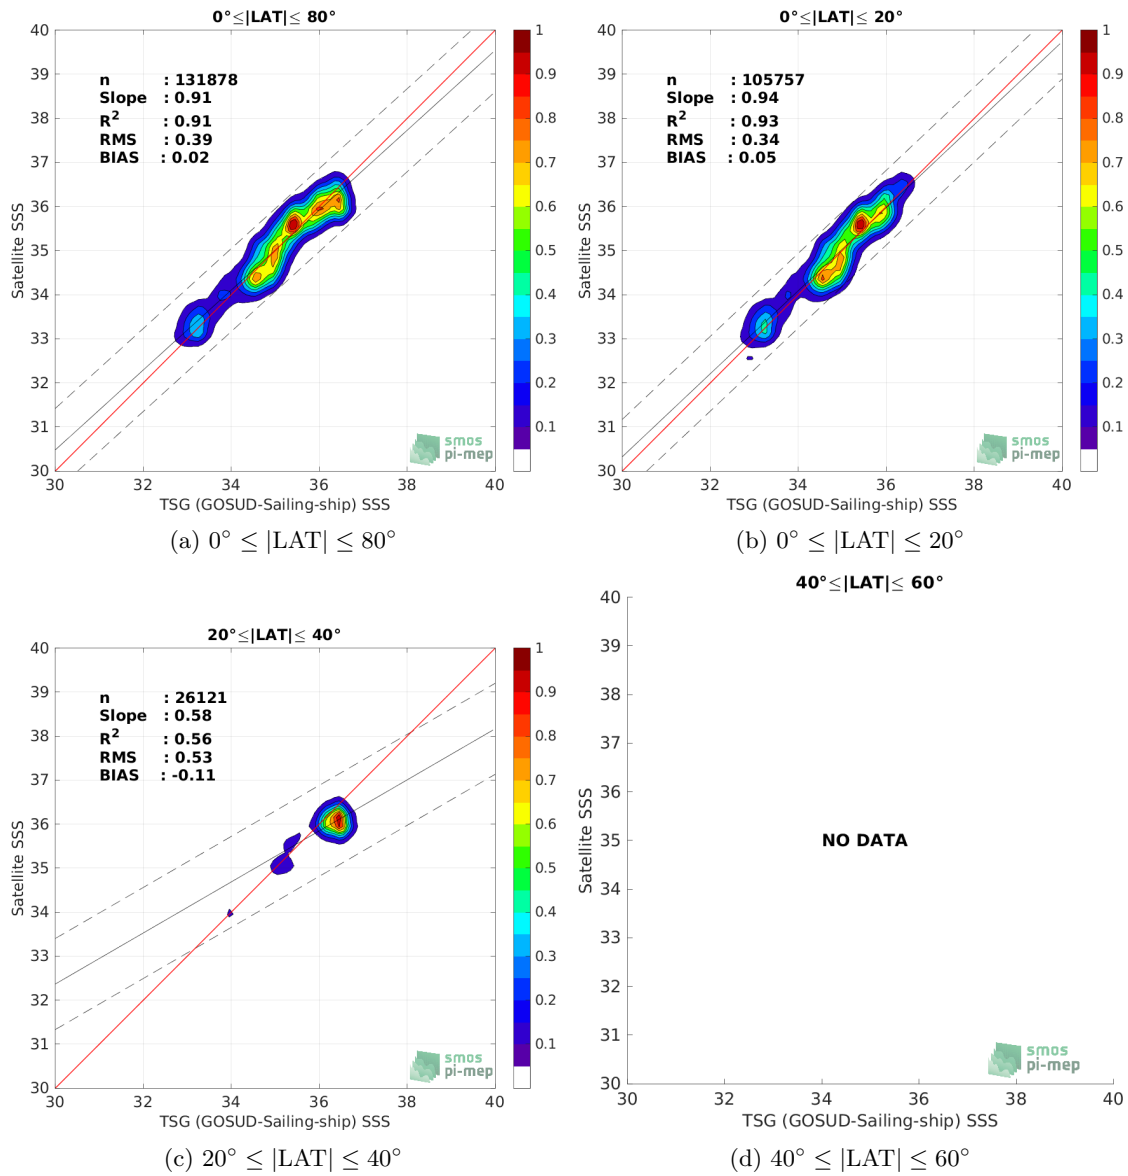 0°≤|LAT|≤ 80°
40
39
38
37
36
35
34
33
32
31
30
Satellite SSS
n : 131878
Slope : 0.91
R² : 0.91
RMS : 0.39
BIAS : 0.02
smos
pi-mep
30 32 34 36 38 40
TSG (GOSUD-Sailing-ship) SSS
1
0.9
0.8
0.7
0.6
0.5
0.4
0.3
0.2
0.1
(a) 0° ≤ |LAT| ≤ 80°
0°≤|LAT|≤ 20°
40
39
38
37
36
35
34
33
32
31
30
Satellite SSS
n : 105757
Slope : 0.94
R² : 0.93
RMS : 0.34
BIAS : 0.05
smos
pi-mep
30 32 34 36 38 40
TSG (GOSUD-Sailing-ship) SSS
1
0.9
0.8
0.7
0.6
0.5
0.4
0.3
0.2
0.1
(b) 0° ≤ |LAT| ≤ 20°
20°≤|LAT|≤ 40°
40
39
38
37
36
35
34
33
32
31
30
Satellite SSS
n : 26121
Slope : 0.58
R² : 0.56
RMS : 0.53
BIAS : -0.11
smos
pi-mep
30 32 34 36 38 40
TSG (GOSUD-Sailing-ship) SSS
1
0.9
0.8
0.7
0.6
0.5
0.4
0.3
0.2
0.1
(c) 20° ≤ |LAT| ≤ 40°
40°≤|LAT|≤ 60°
40
39
38
37
36
35
34
33
32
31
30
Satellite SSS
NO DATA
smos
pi-mep
30 32 34 36 38 40
TSG (GOSUD-Sailing-ship) SSS
(d) 40° ≤ |LAT| ≤ 60°